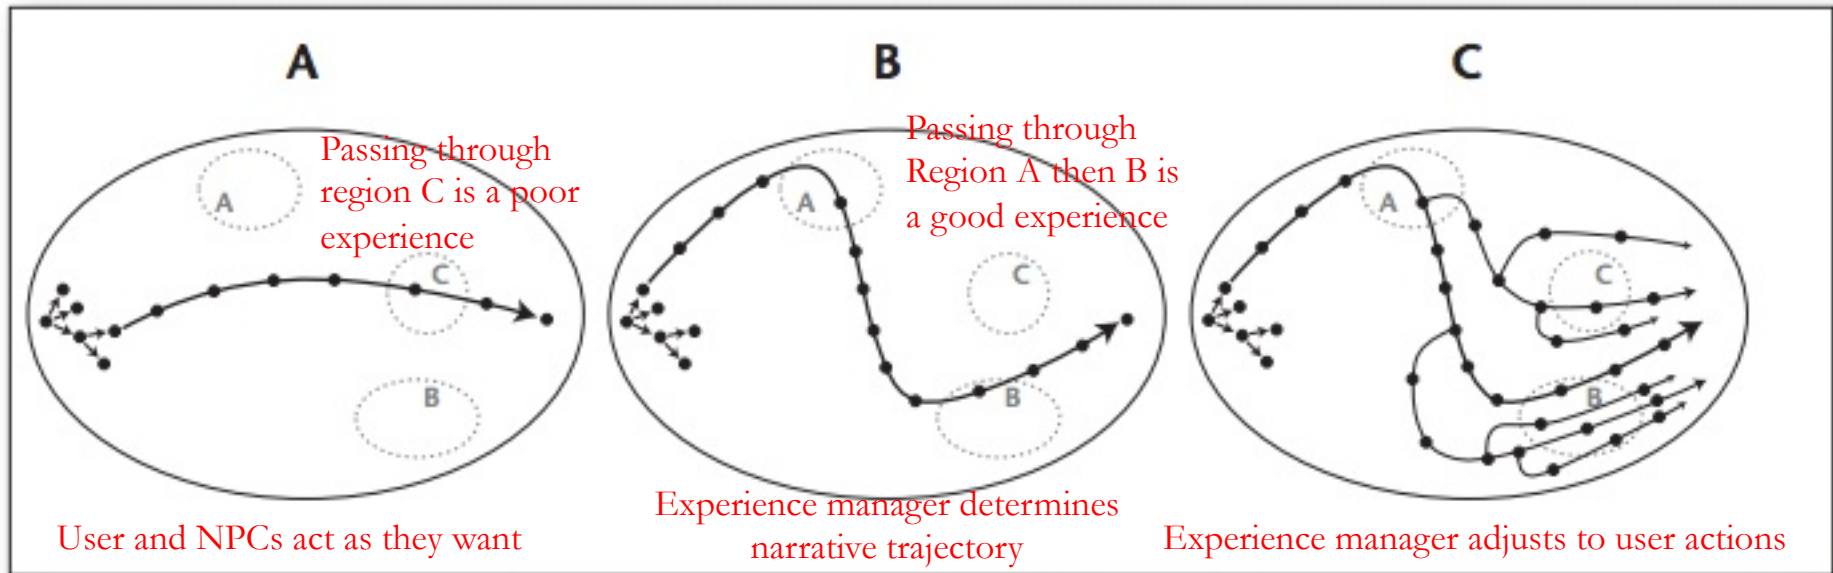 A
Passing through
region C is a poor
experience
A
C
B
User and NPCs act as they want
B
Passing through
Region A then B is
a good experience
A
C
B
Experience manager determines
narrative trajectory
C
A
C
B
Experience manager adjusts to user actions